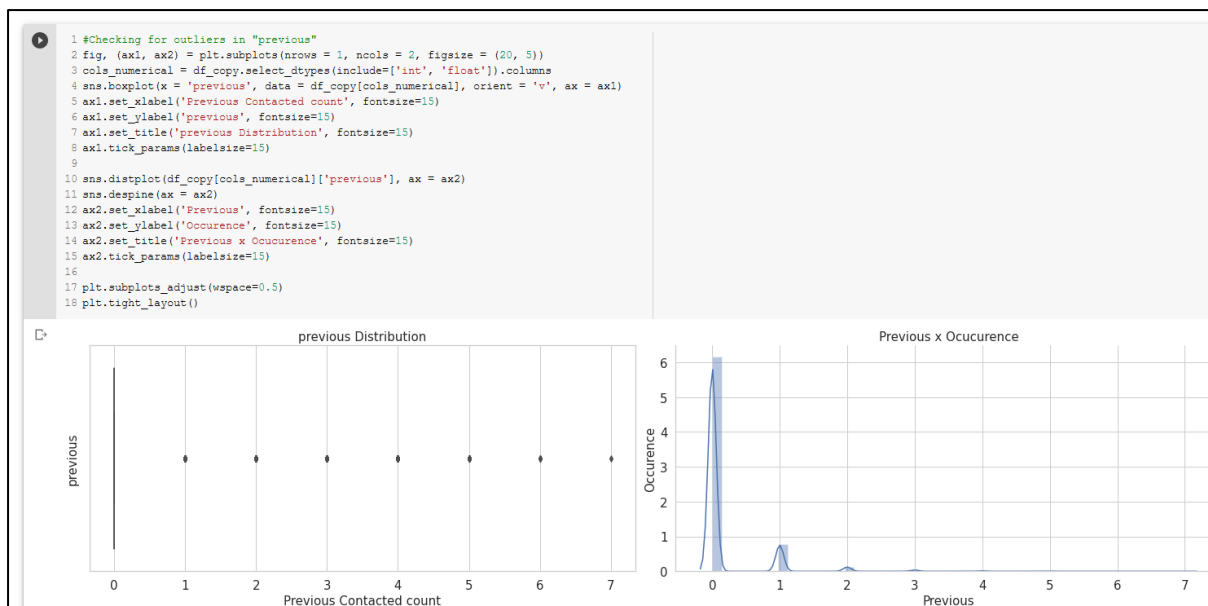 1 #Checking for outliers in "previous"
2 fig, (ax1, ax2) = plt.subplots(nrows = 1, ncols = 2, figsize = (20, 5))
3 cols_numerical = df_copy.select_dtypes(include=['int', 'float']).columns
4 sns.boxplot(x = 'previous', data = df_copy[cols_numerical], orient = 'v', ax = ax1)
5 ax1.set_xlabel('Previous Contacted count', fontsize=15)
6 ax1.set_ylabel('previous', fontsize=15)
7 ax1.set_title('previous Distribution', fontsize=15)
8 ax1.tick_params(labelsize=15)
9
10 sns.distplot(df_copy[cols_numerical]['previous'], ax = ax2)
11 sns.despine(ax = ax2)
12 ax2.set_xlabel('Previous', fontsize=15)
13 ax2.set_ylabel('Occurence', fontsize=15)
14 ax2.set_title('Previous x Ocucurence', fontsize=15)
15 ax2.tick_params(labelsize=15)
16
17 plt.subplots_adjust(wspace=0.5)
18 plt.tight_layout()
previous Distribution
previous
0 1 2 3 4 5 6 7
Previous Contacted count
Previous x Ocucurence
Occurence
6
5
4
3
2
1
0
0 1 2 3 4 5 6 7
Previous